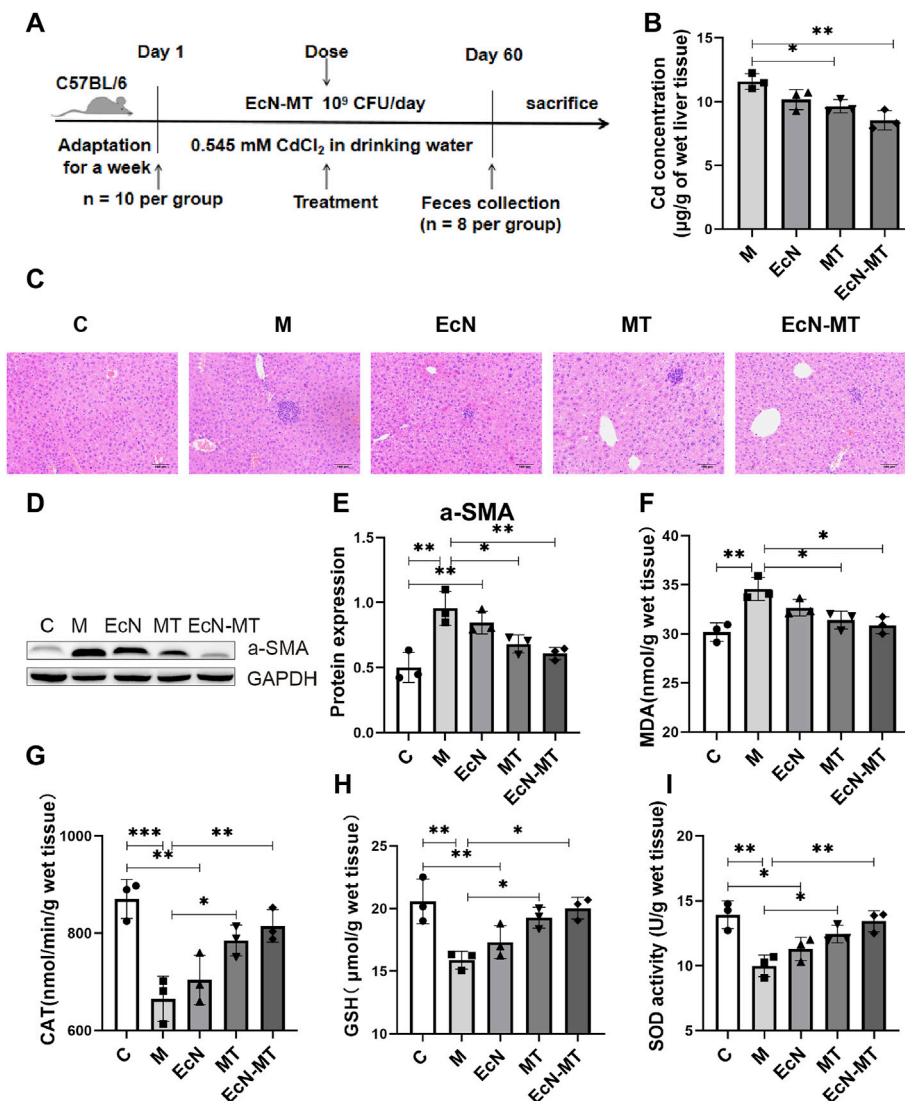 A
Day 1
Dose
Day 60
C57BL/6
EcN-MT 10⁹ CFU/day
sacrifice
Adaptation
for a week
0.545 mM CdCl₂ in drinking water
n = 10 per group
Treatment
Feces collection
(n = 8 per group)
B
Cd concentration
(μg/g of wet liver tissue)
15
10
5
0
**
*
M
EcN
MT
EcN-MT
C
C
M
EcN
MT
EcN-MT
D
C M EcN MT EcN-MT
a-SMA
GAPDH
E
a-SMA
Protein expression
1.5
1.0
0.5
0.0
**
** *
**
C
M
EcN
MT
EcN-MT
F
MDA(nmol/g wet tissue)
40
35
30
25
20
*
** *
C
M
EcN
MT
EcN-MT
G
CAT(nmol/min/g wet tissue)
1000
800
600
*** **
**
*
C
M
EcN
MT
EcN-MT
H
GSH( μmol/g wet tissue)
25
20
15
10
** *
**
*
C
M
EcN
MT
EcN-MT
I
SOD activity (U/g wet tissue)
20
15
10
5
** **
*
*
C
M
EcN
MT
EcN-MT